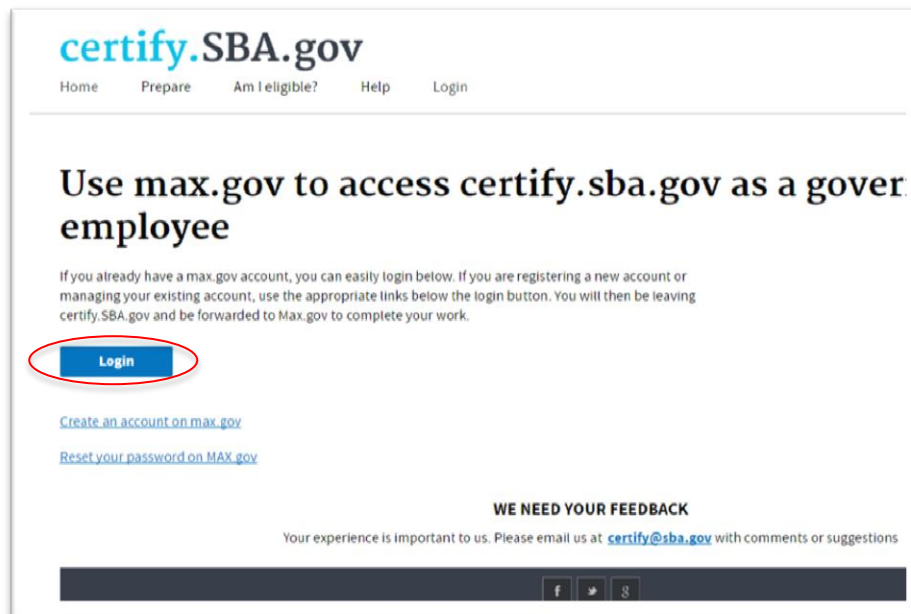 certify.SBA.gov
Home Prepare Am I eligible? Help Login
Use max.gov to access certify.sba.gov as a gover
employee
If you already have a max.gov account, you can easily login below. If you are registering a new account or
managing your existing account, use the appropriate links below the login button. You will then be leaving
certify.SBA.gov and be forwarded to Max.gov to complete your work.
Login
Create an account on max.gov
Reset your password on MAX.gov
WE NEED YOUR FEEDBACK
Your experience is important to us. Please email us at certify@sba.gov with comments or suggestions